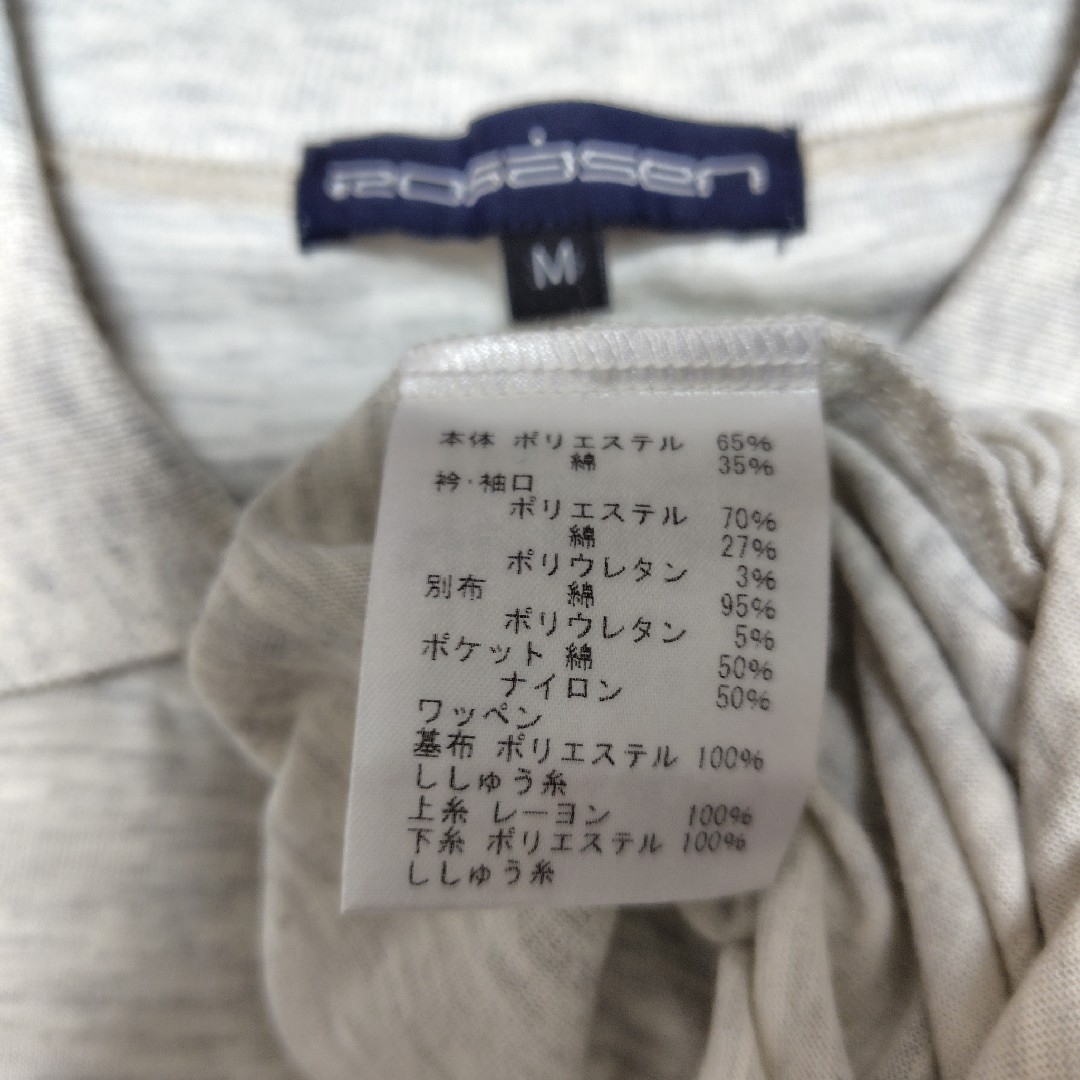 Rosasen
M
本体 ポリエステル 65%
綿 35%
衿・袖口
ポリエステル 70%
綿 27%
ポリウレタン 3%
別布 綿 95%
ポリウレタン 5%
ポケット 綿 50%
ナイロン 50%
ワッペン
基布 ポリエステル 100%
ししゅう糸
上糸 レーヨン 100%
下糸 ポリエステル 100%
ししゅう糸